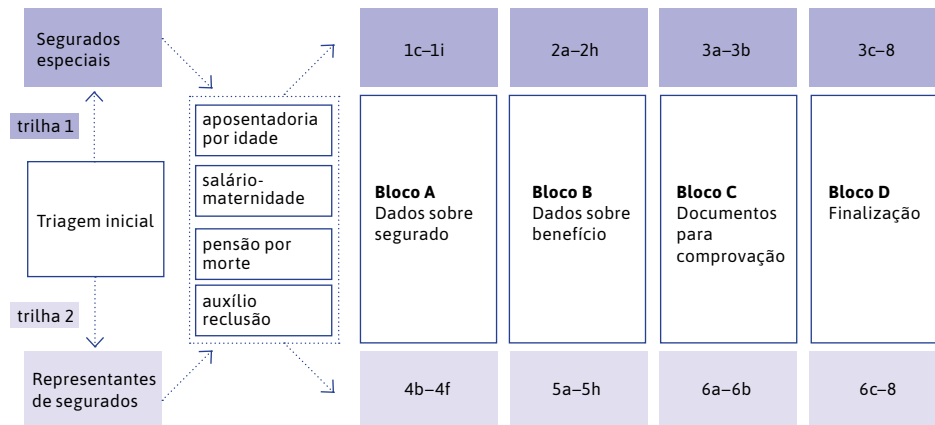 Segurados
especiais
1c–1i
2a–2h
3a–3b
3c–8
trilha 1
Triagem inicial
trilha 2
aposentadoria
por idade
salário-
maternidade
pensão por
morte
auxílio
reclusão
Bloco A
Dados sobre
segurado
Bloco B
Dados sobre
benefício
Bloco C
Documentos
para
comprovação
Bloco D
Finalização
Representantes
de segurados
4b–4f
5a–5h
6a–6b
6c–8